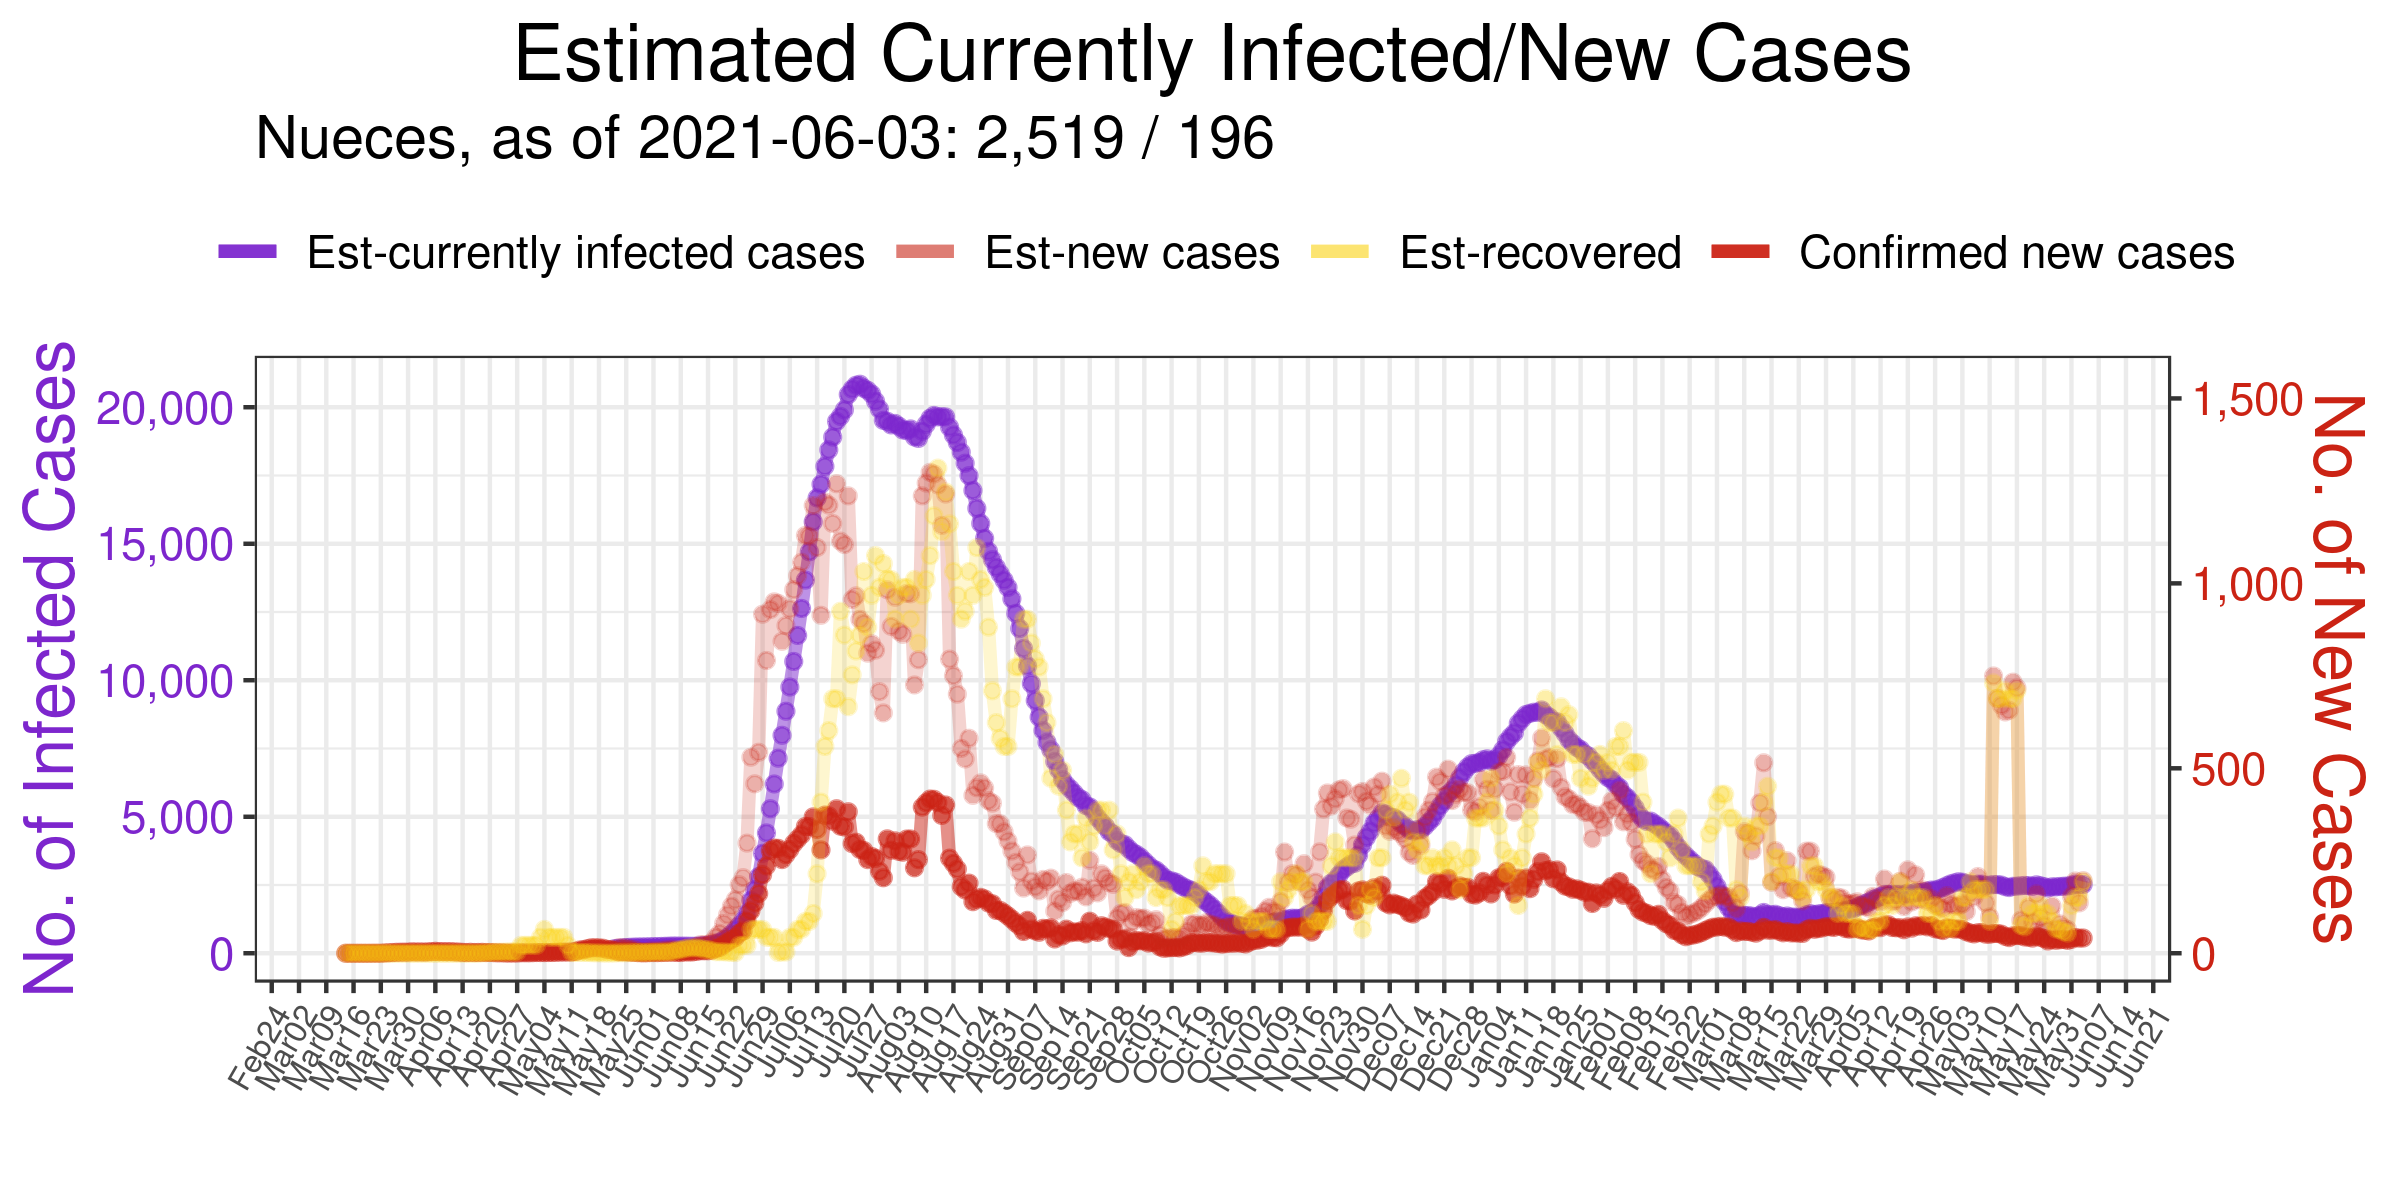 Estimated Currently Infected/New Cases
Nueces, as of 2021-06-03: 2,519 / 196
Est-currently infected cases Est-new cases Est-recovered Confirmed new cases
No. of Infected Cases
20,000
15,000
10,000
5,000
0
1,500
1,000
500
0
No. of New Cases
Feb24 Mar02 Mar09 Mar16 Mar23 Mar30 Apr06 Apr13 Apr20 Apr27 May04 May11 May18 May25 Jun01 Jun08 Jun15 Jun22 Jun29 Jul06 Jul13 Jul20 Jul27 Aug03 Aug10 Aug17 Aug24 Aug31 Sep07 Sep14 Sep21 Sep28 Oct05 Oct12 Oct19 Oct26 Nov02 Nov09 Nov16 Nov23 Nov30 Dec07 Dec14 Dec21 Dec28 Jan04 Jan11 Jan18 Jan25 Feb01 Feb08 Feb15 Feb22 Mar01 Mar08 Mar15 Mar22 Mar29 Apr05 Apr12 Apr19 Apr26 May03 May10 May17 May24 May31 Jun07 Jun14 Jun21